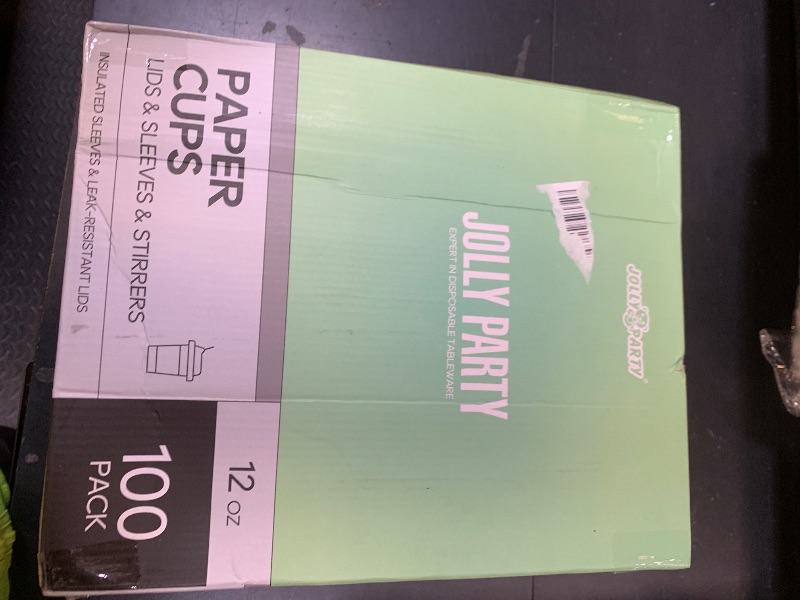 JOLLY PARTY
JOLLY PARTY
EXPERT IN DISPOSABLE TABLEWARE
PAPER
CUPS
LIDS & SLEEVES & STIRRERS
INSULATED SLEEVES & LEAK-RESISTANT LIDS
12 OZ
100
PACK